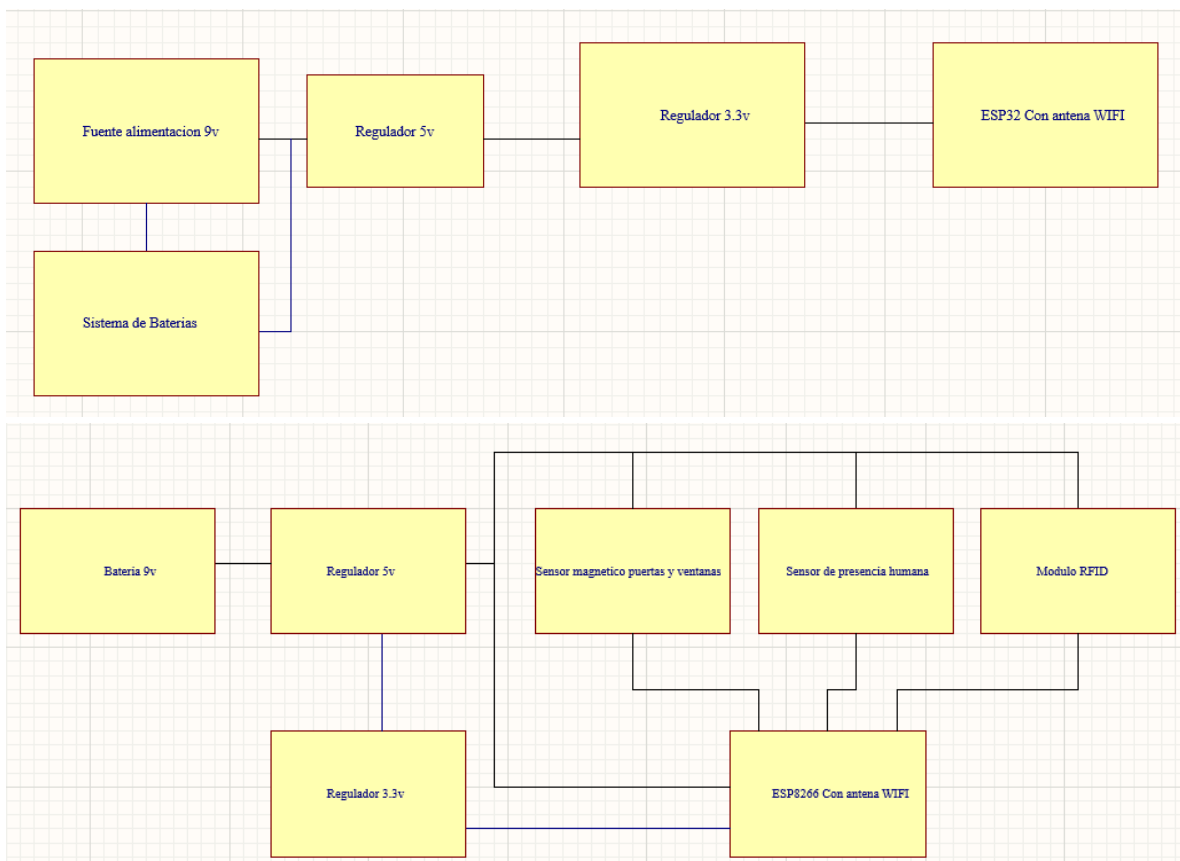 Fuente alimentacion 9v
Regulador 5v
Regulador 3.3v
ESP32 Con antena WIFI
Sistema de Baterias
Bateria 9v
Regulador 5v
Sensor magnetico puertas y ventanas
Sensor de presencia humana
Modulo RFID
Regulador 3.3v
ESP8266 Con antena WIFI